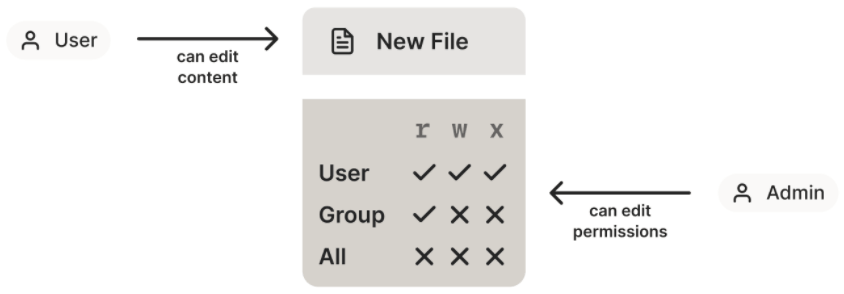 User
can edit
content
New File
r w x
User ✓ ✓ ✓
Group ✓ ✕ ✕
All ✕ ✕ ✕
can edit
permissions
Admin